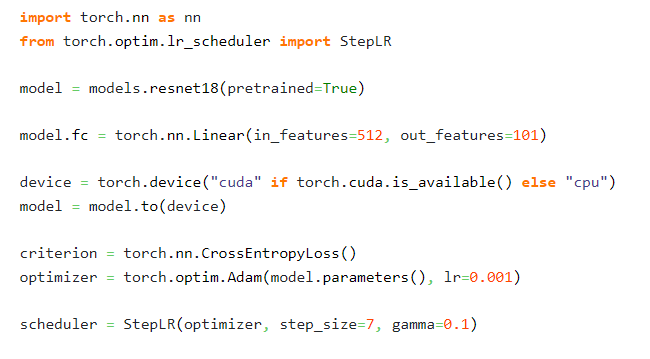 import torch.nn as nn
from torch.optim.lr_scheduler import StepLR
model = models.resnet18(pretrained=True)
model.fc = torch.nn.Linear(in_features=512, out_features=101)
device = torch.device("cuda" if torch.cuda.is_available() else "cpu")
model = model.to(device)
criterion = torch.nn.CrossEntropyLoss()
optimizer = torch.optim.Adam(model.parameters(), lr=0.001)
scheduler = StepLR(optimizer, step_size=7, gamma=0.1)